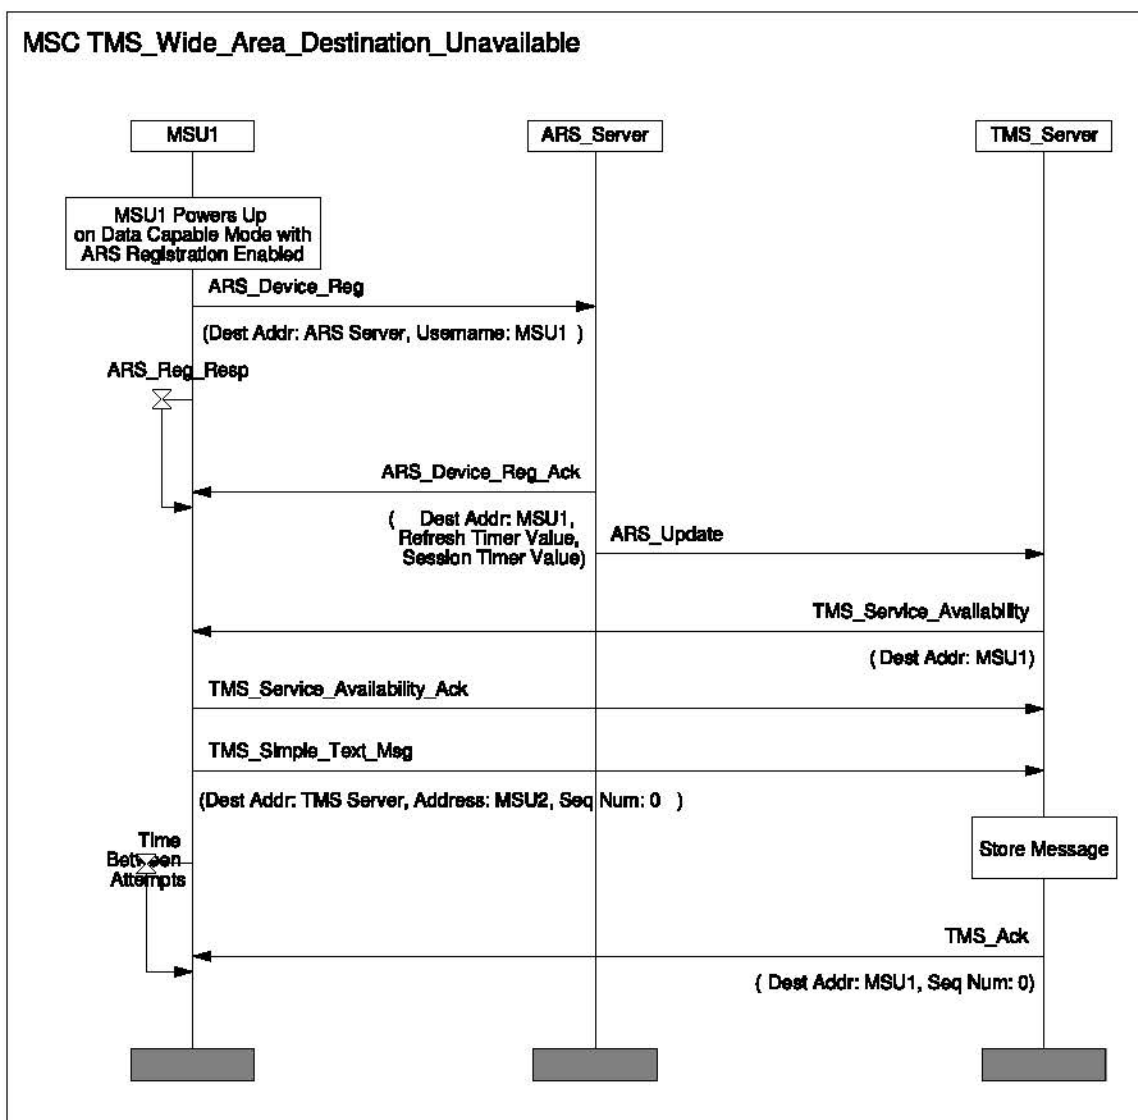 MSC TMS_Wide_Area_Destination_Unavailable
MSU1
ARS_Server
TMS_Server
MSU1 Powers Up
on Data Capable Mode with
ARS Registration Enabled
ARS_Device_Reg
(Dest Addr: ARS Server, Username: MSU1 )
ARS_Reg_Resp
ARS_Device_Reg_Ack
( Dest Addr: MSU1,
Refresh Timer Value,
Session Timer Value)
ARS_Update
TMS_Service_Availability
( Dest Addr: MSU1)
TMS_Service_Availability_Ack
TMS_Simple_Text_Msg
(Dest Addr: TMS Server, Address: MSU2, Seq Num: 0 )
Time
Between
Attempts
Store Message
TMS_Ack
( Dest Addr: MSU1, Seq Num: 0)